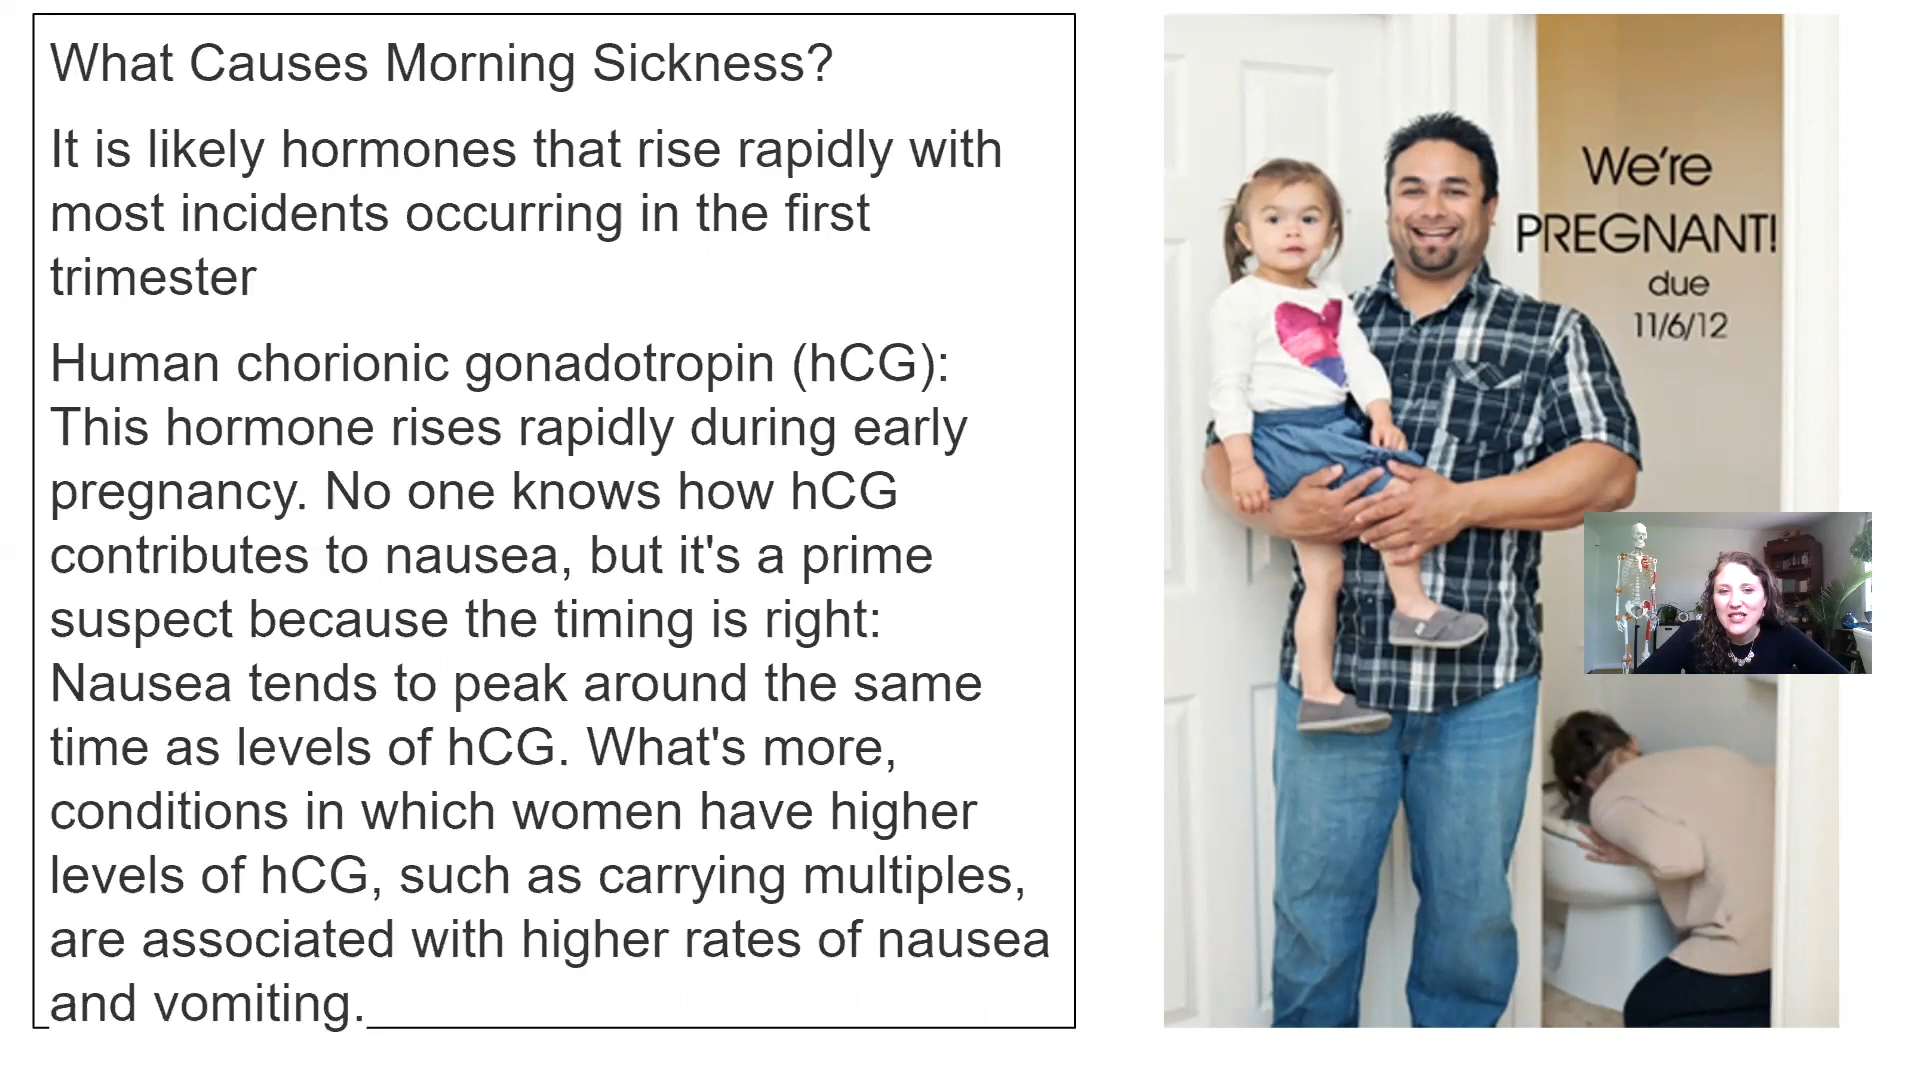 What Causes Morning Sickness?
It is likely hormones that rise rapidly with
most incidents occurring in the first
trimester
Human chorionic gonadotropin (hCG):
This hormone rises rapidly during early
pregnancy. No one knows how hCG
contributes to nausea, but it's a prime
suspect because the timing is right:
Nausea tends to peak around the same
time as levels of hCG. What's more,
conditions in which women have higher
levels of hCG, such as carrying multiples,
are associated with higher rates of nausea
and vomiting.
We're
PREGNANT!
due
11/6/12